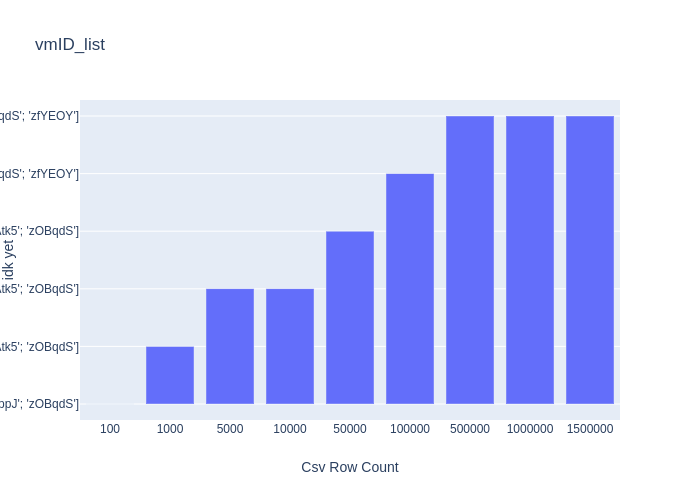 vmID_list
qdS'; 'zfYEOY']
qdS'; 'zfYEOY']
tk5'; 'zOBqdS']
tk5'; 'zOBqdS']
tk5'; 'zOBqdS']
ppJ'; 'zOBqdS']
idk yet
100 1000 5000 10000 50000 100000 500000 1000000 1500000
Csv Row Count